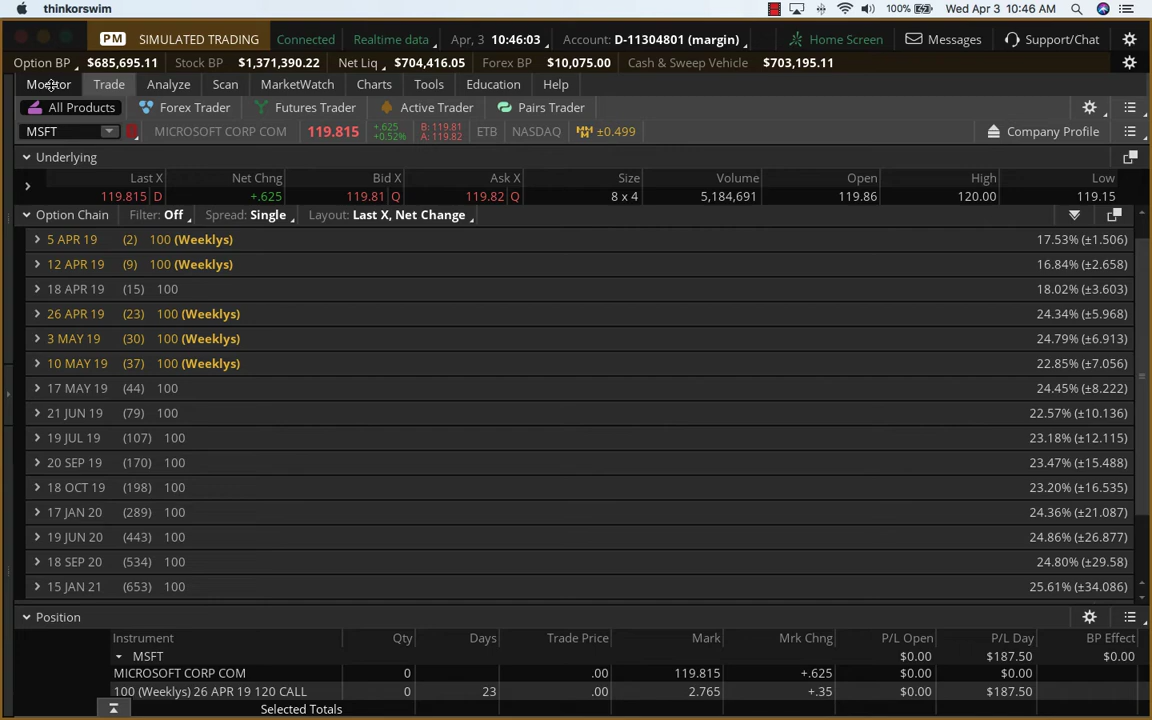 thinkorswim 100% Wed Apr 3 10:46 AM
PM SIMULATED TRADING Connected Realtime data Apr, 3 10:46:03 Account: D-11304801 (margin) Home Screen Messages Support/Chat
Option BP $685,695.11 Stock BP $1,371,390.22 Net Liq $704,416.05 Forex BP $10,075.00 Cash & Sweep Vehicle $703,195.11
Monitor Trade Analyze Scan MarketWatch Charts Tools Education Help
All Products Forex Trader Futures Trader Active Trader Pairs Trader
MSFT MICROSOFT CORP COM 119.815 +.625 +0.52% B: 119.81 A: 119.82 ETB NASDAQ ±0.499 Company Profile
Underlying
Last X Net Chng Bid X Ask X Size Volume Open High Low
119.815 D +.625 119.81 Q 119.82 Q 8 x 4 5,184,691 119.86 120.00 119.15
Option Chain Filter: Off Spread: Single Layout: Last X, Net Change
5 APR 19 (2) 100 (Weeklys) 17.53% (±1.506)
12 APR 19 (9) 100 (Weeklys) 16.84% (±2.658)
18 APR 19 (15) 100 18.02% (±3.603)
26 APR 19 (23) 100 (Weeklys) 24.34% (±5.968)
3 MAY 19 (30) 100 (Weeklys) 24.79% (±6.913)
10 MAY 19 (37) 100 (Weeklys) 22.85% (±7.056)
17 MAY 19 (44) 100 24.45% (±8.222)
21 JUN 19 (79) 100 22.57% (±10.136)
19 JUL 19 (107) 100 23.18% (±12.115)
20 SEP 19 (170) 100 23.47% (±15.488)
18 OCT 19 (198) 100 23.20% (±16.535)
17 JAN 20 (289) 100 24.36% (±21.087)
19 JUN 20 (443) 100 24.86% (±26.877)
18 SEP 20 (534) 100 24.80% (±29.58)
15 JAN 21 (653) 100 25.61% (±34.086)
Position
Instrument Qty Days Trade Price Mark Mrk Chng P/L Open P/L Day BP Effect
MSFT $0.00 $187.50 $0.00
MICROSOFT CORP COM 0 .00 119.815 +.625 $0.00 $0.00
100 (Weeklys) 26 APR 19 120 CALL 0 23 .00 2.765 +.35 $0.00 $187.50
Selected Totals